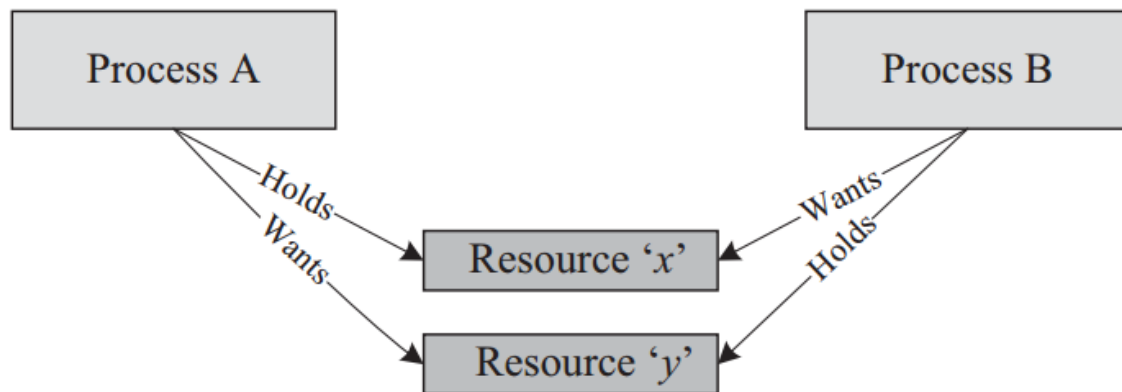 Process A
Process B
Holds
Wants
Wants
Holds
Resource ‘x’
Resource ‘y’